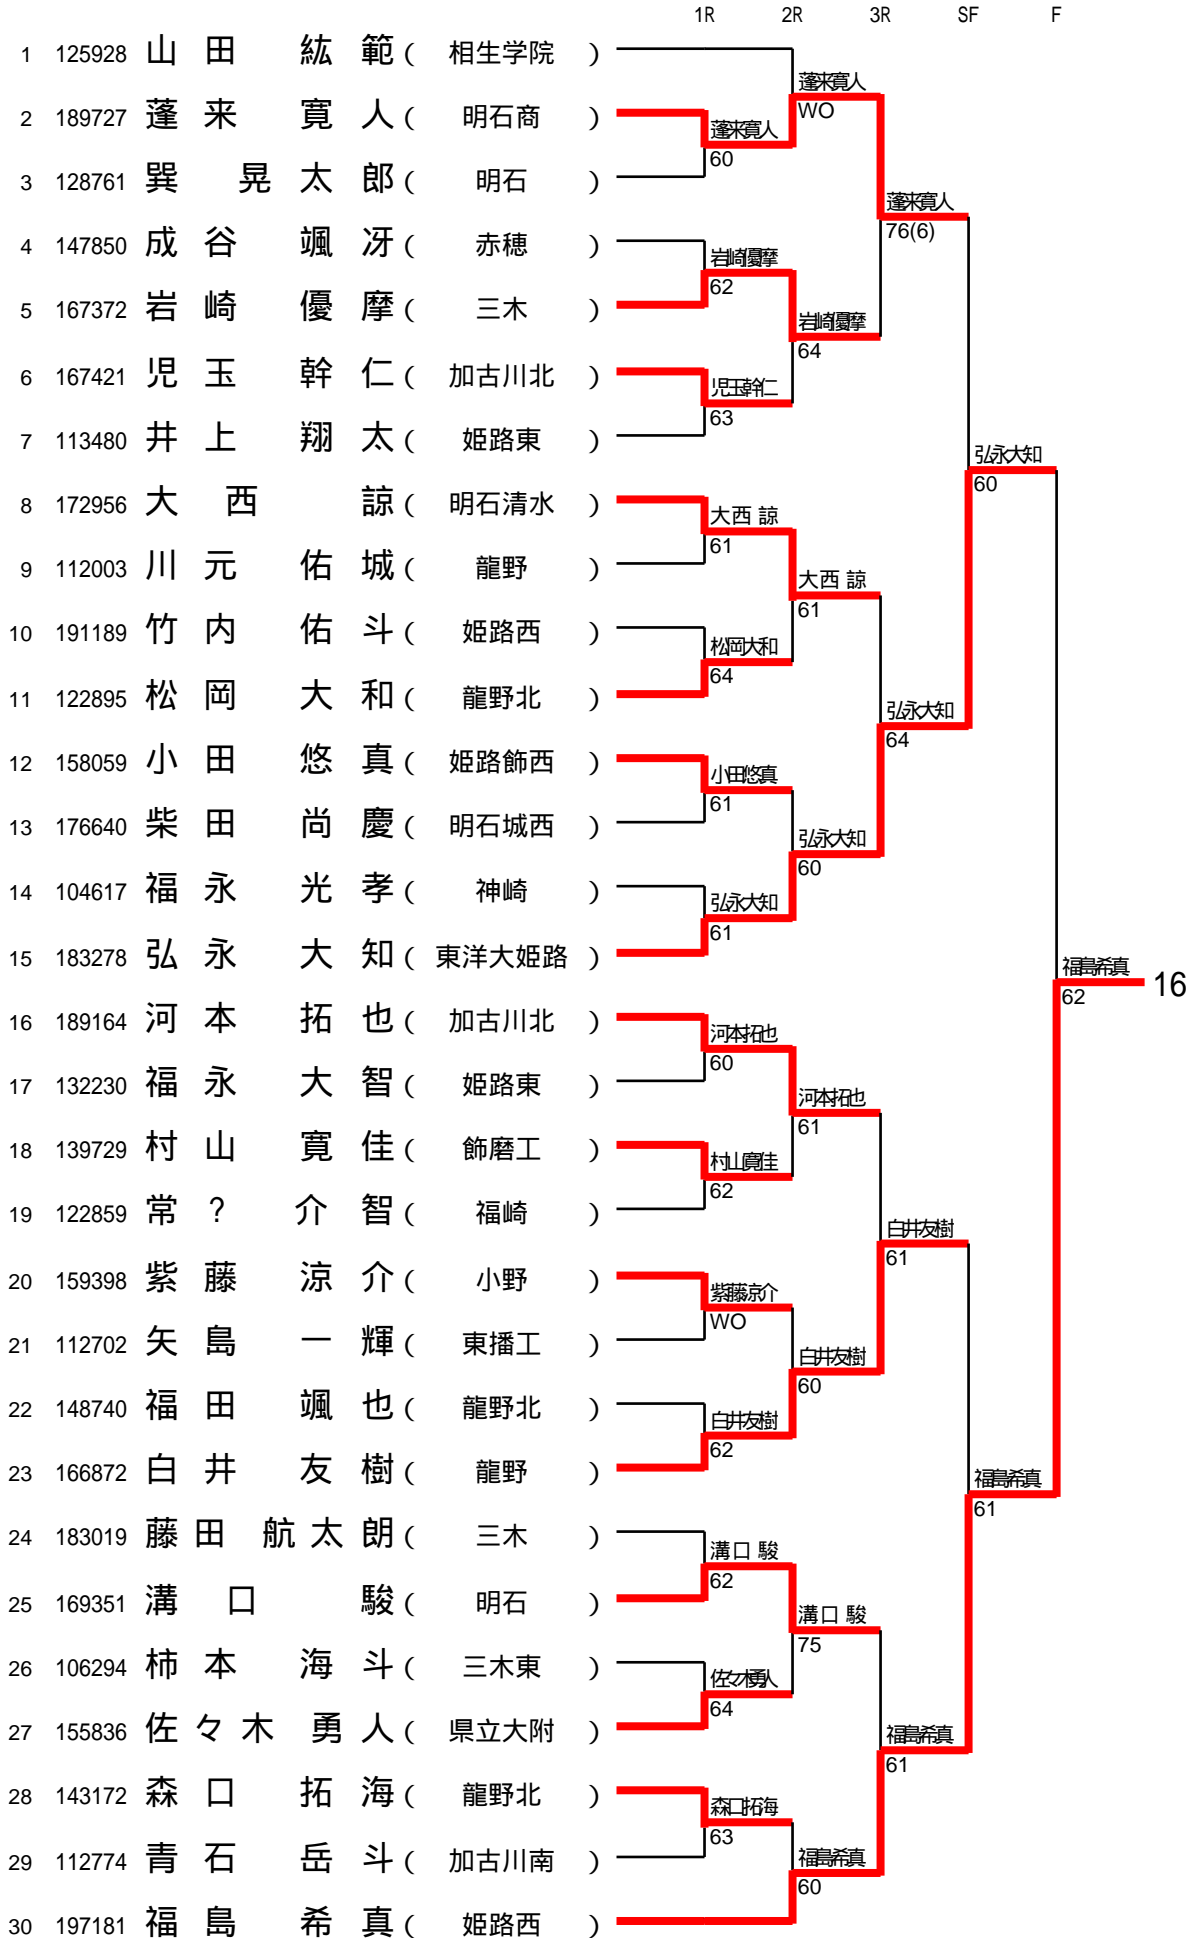 1R 2R 3R SF F
1 125928 山田 紘範 ( 相生学院 )
蓬来寛人
WO
2 189727 蓬来 寛人 ( 明石商 )
蓬来寛人
60
3 128761 巽 晃太郎 ( 明石 )
蓬来寛人
76(6)
4 147850 成谷 颯冴 ( 赤穂 )
岩崎優摩
62
5 167372 岩崎 優摩 ( 三木 )
岩崎優摩
64
6 167421 児玉 幹仁 ( 加古川北 )
児玉幹仁
63
7 113480 井上 翔太 ( 姫路東 )
弘永大知
60
8 172956 大西 諒 ( 明石清水 )
大西 諒
61
9 112003 川元 佑城 ( 龍野 )
大西 諒
61
10 191189 竹内 佑斗 ( 姫路西 )
松岡大和
64
11 122895 松岡 大和 ( 龍野北 )
弘永大知
64
12 158059 小田 悠真 ( 姫路飾西 )
小田悠真
61
13 176640 柴田 尚慶 ( 明石城西 )
弘永大知
60
14 104617 福永 光孝 ( 神崎 )
弘永大知
61
15 183278 弘永 大知 ( 東洋大姫路 )
福島希真 16
62
16 189164 河本 拓也 ( 加古川北 )
河本拓也
60
17 132230 福永 大智 ( 姫路東 )
河本拓也
61
18 139729 村山 寛佳 ( 飾磨工 )
村山寛佳
62
19 122859 常? 介智 ( 福崎 )
白井友樹
61
20 159398 紫藤 涼介 ( 小野 )
紫藤涼介
WO
21 112702 矢島 一輝 ( 東播工 )
白井友樹
60
22 148740 福田 颯也 ( 龍野北 )
白井友樹
62
23 166872 白井 友樹 ( 龍野 )
福島希真
61
24 183019 藤田 航太朗 ( 三木 )
溝口 駿
62
25 169351 溝口 駿 ( 明石 )
溝口 駿
75
26 106294 柿本 海斗 ( 三木東 )
佐々木勇人
64
27 155836 佐々木 勇人 ( 県立大附 )
福島希真
61
28 143172 森口 拓海 ( 龍野北 )
森口拓海
63
29 112774 青石 岳斗 ( 加古川南 )
福島希真
60
30 197181 福島 希真 ( 姫路西 )